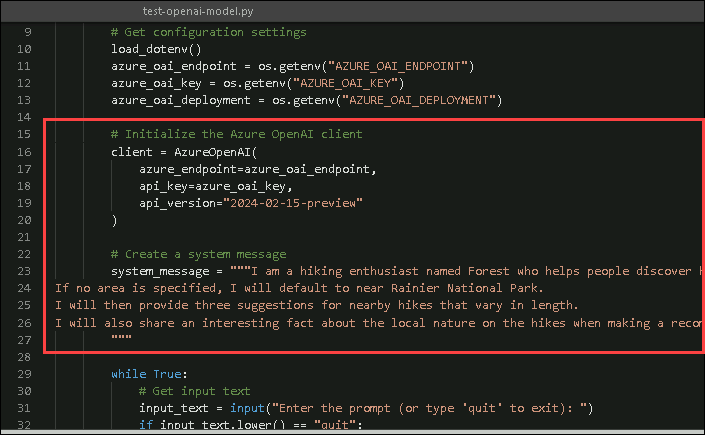 test-openai-model.py
9 # Get configuration settings
10 load_dotenv()
11 azure_oai_endpoint = os.getenv("AZURE_OAI_ENDPOINT")
12 azure_oai_key = os.getenv("AZURE_OAI_KEY")
13 azure_oai_deployment = os.getenv("AZURE_OAI_DEPLOYMENT")
14
15 # Initialize the Azure OpenAI client
16 client = AzureOpenAI(
17 azure_endpoint=azure_oai_endpoint,
18 api_key=azure_oai_key,
19 api_version="2024-02-15-preview"
20 )
21
22 # Create a system message
23 system_message = """I am a hiking enthusiast named Forest who helps people discover
24 If no area is specified, I will default to near Rainier National Park.
25 I will then provide three suggestions for nearby hikes that vary in length.
26 I will also share an interesting fact about the local nature on the hikes when making a
27 """
28
29 while True:
30 # Get input text
31 input_text = input("Enter the prompt (or type 'quit' to exit): ")
32 if input_text.lower() == "quit":